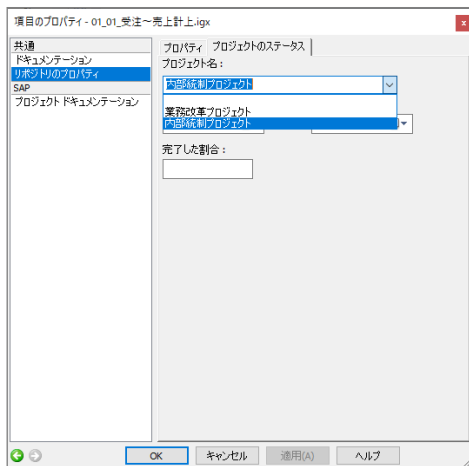 項目のプロパティ - 01_01_受注～売上計上.igx
x
共通
ドキュメンテーション
リポジトリのプロパティ
SAP
プロジェクト ドキュメンテーション
プロパティ プロジェクトのステータス
プロジェクト名：
内部統制プロジェクト
業務改革プロジェクト
内部統制プロジェクト
完了した割合：
OK キャンセル 適用(A) ヘルプ